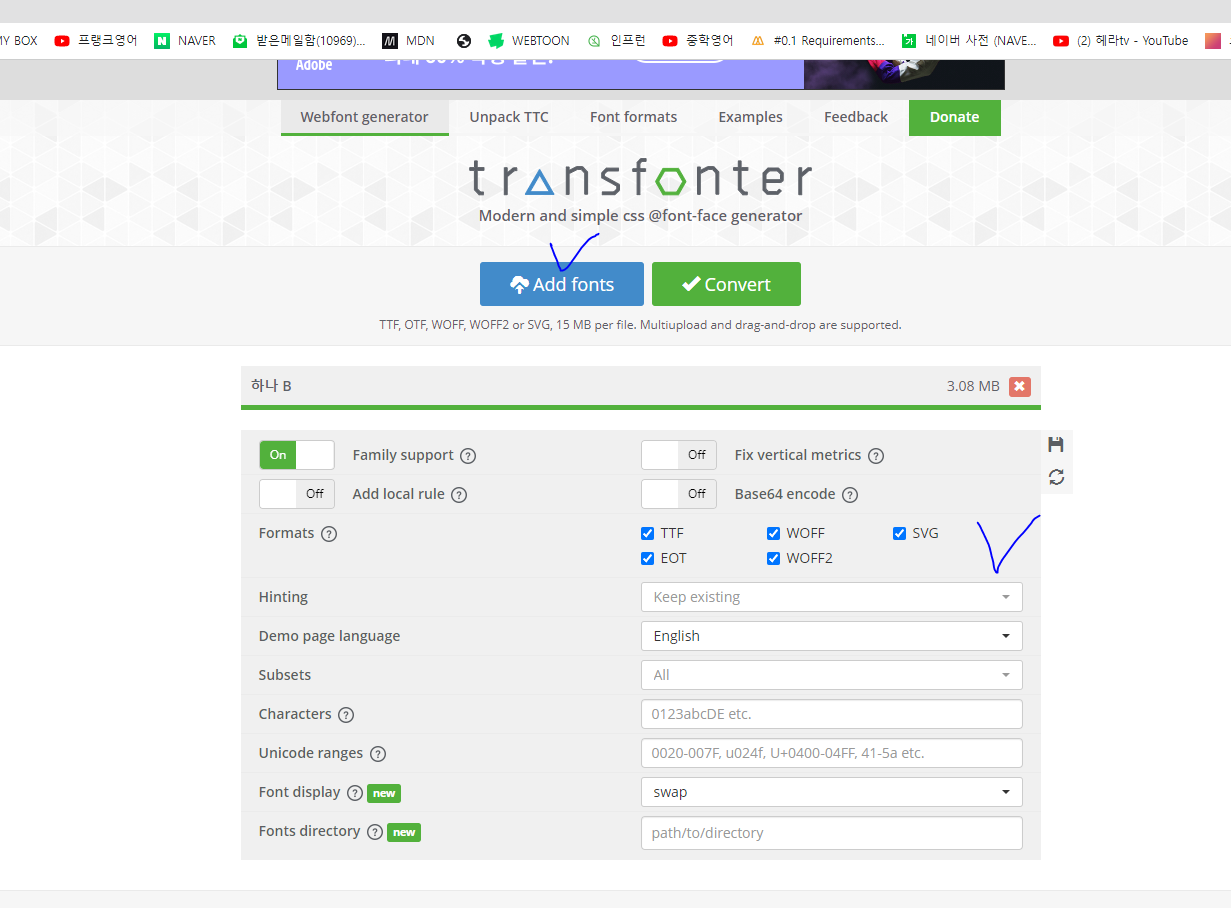 MY BOX 프랭크영어 NAVER 받은메일함(10969)... MDN WEBTOON 인프런 중학영어 #0.1 Requirements... 네이버 사전 (NAVE... (2) 헤라tv - YouTube
Adobe
Webfont generator Unpack TTC Font formats Examples Feedback Donate
transfonter
Modern and simple css @font-face generator
Add fonts Convert
TTF, OTF, WOFF, WOFF2 or SVG, 15 MB per file. Multiupload and drag-and-drop are supported.
하나 B 3.08 MB
On Family support Off Fix vertical metrics
Off Add local rule Off Base64 encode
Formats TTF WOFF SVG
EOT WOFF2
Hinting Keep existing
Demo page language English
Subsets All
Characters 0123abcDE etc.
Unicode ranges 0020-007F, u024f, U+0400-04FF, 41-5a etc.
Font display new swap
Fonts directory new path/to/directory